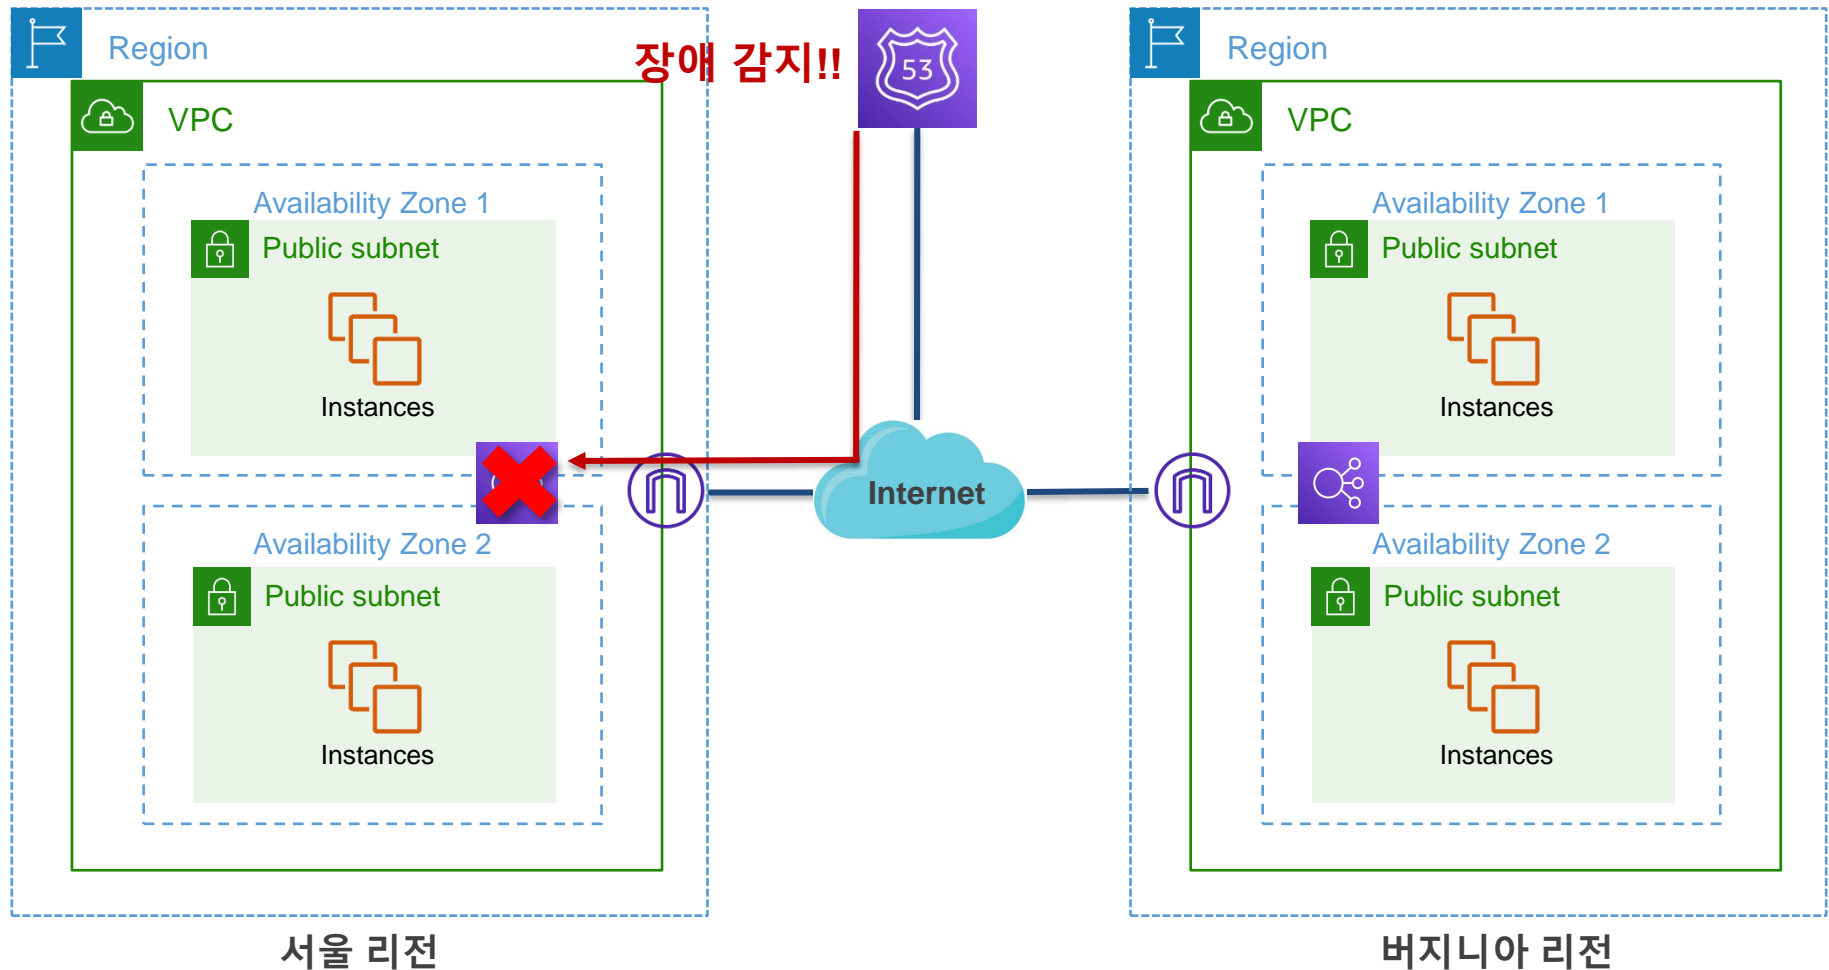 Region
VPC
Availability Zone 1
Public subnet
Instances
Availability Zone 2
Public subnet
Instances
서울 리전
장애 감지!!
53
Internet
Region
VPC
Availability Zone 1
Public subnet
Instances
Availability Zone 2
Public subnet
Instances
버지니아 리전